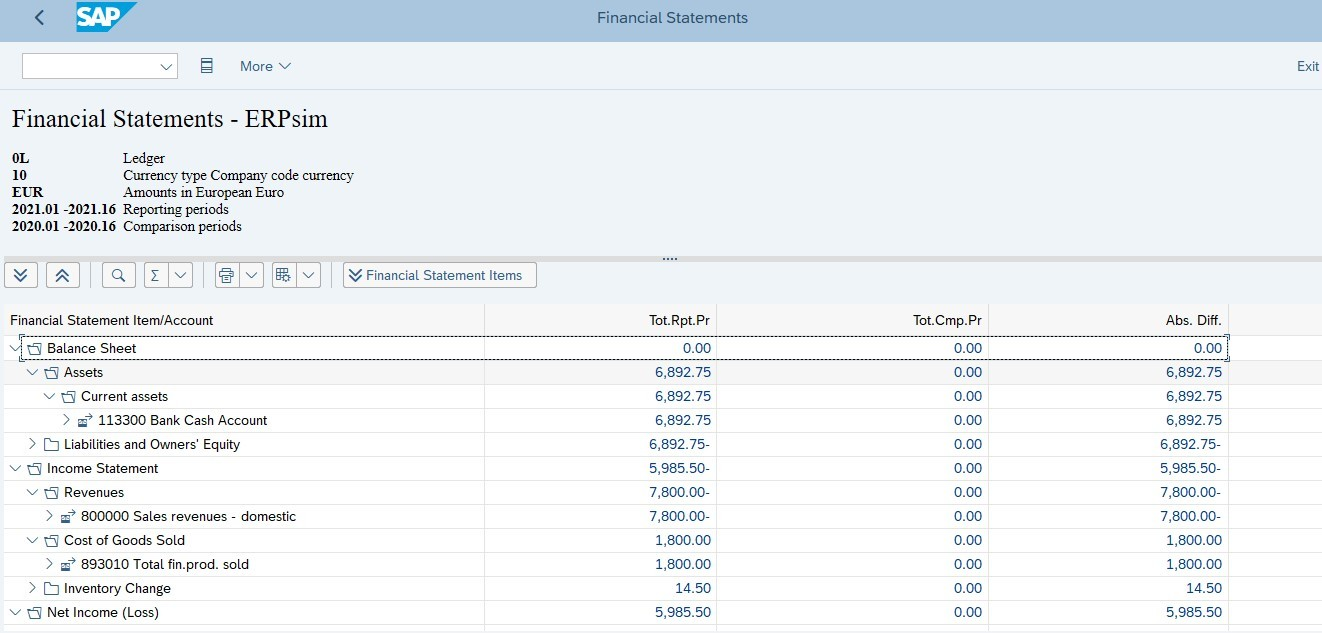 SAP Financial Statements
More Exit
Financial Statements - ERPsim
0L Ledger
10 Currency type Company code currency
EUR Amounts in European Euro
2021.01 -2021.16 Reporting periods
2020.01 -2020.16 Comparison periods
Σ Financial Statement Items
Financial Statement Item/Account Tot.Rpt.Pr Tot.Cmp.Pr Abs. Diff.
Balance Sheet 0.00 0.00 0.00
Assets 6,892.75 0.00 6,892.75
Current assets 6,892.75 0.00 6,892.75
113300 Bank Cash Account 6,892.75 0.00 6,892.75
Liabilities and Owners' Equity 6,892.75- 0.00 6,892.75-
Income Statement 5,985.50- 0.00 5,985.50-
Revenues 7,800.00- 0.00 7,800.00-
800000 Sales revenues - domestic 7,800.00- 0.00 7,800.00-
Cost of Goods Sold 1,800.00 0.00 1,800.00
893010 Total fin.prod. sold 1,800.00 0.00 1,800.00
Inventory Change 14.50 0.00 14.50
Net Income (Loss) 5,985.50 0.00 5,985.50